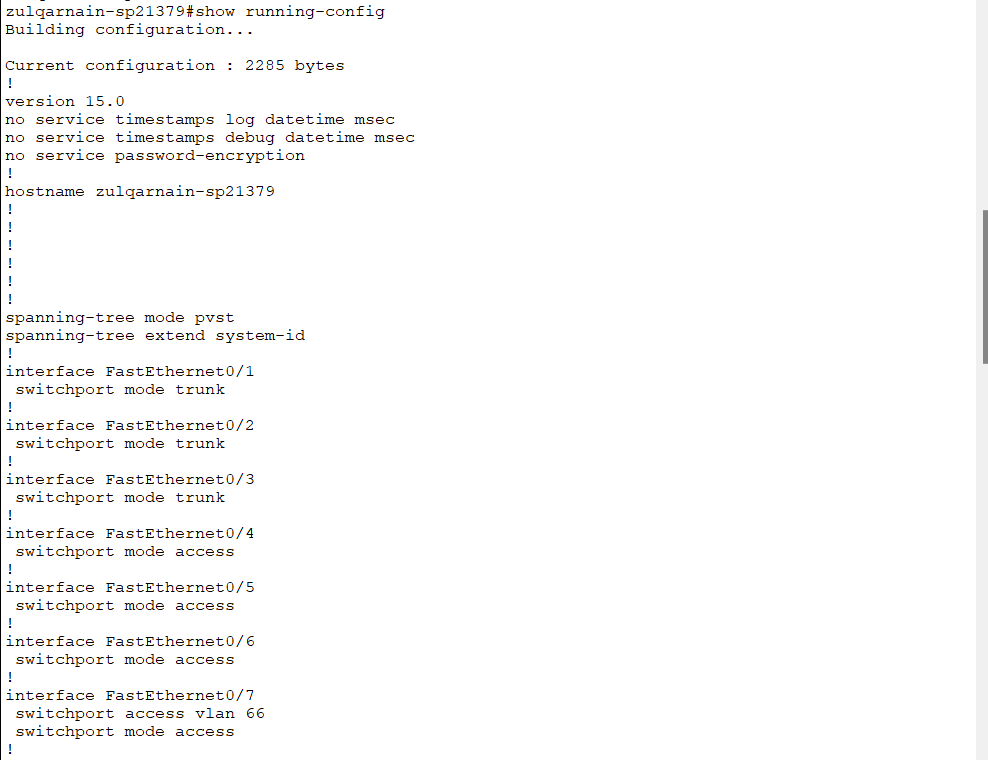 zulqarnain-sp21379#show running-config
Building configuration...
Current configuration : 2285 bytes
!
version 15.0
no service timestamps log datetime msec
no service timestamps debug datetime msec
no service password-encryption
!
hostname zulqarnain-sp21379
!
!
!
!
!
!
spanning-tree mode pvst
spanning-tree extend system-id
!
interface FastEthernet0/1
 switchport mode trunk
!
interface FastEthernet0/2
 switchport mode trunk
!
interface FastEthernet0/3
 switchport mode trunk
!
interface FastEthernet0/4
 switchport mode access
!
interface FastEthernet0/5
 switchport mode access
!
interface FastEthernet0/6
 switchport mode access
!
interface FastEthernet0/7
 switchport access vlan 66
 switchport mode access
!